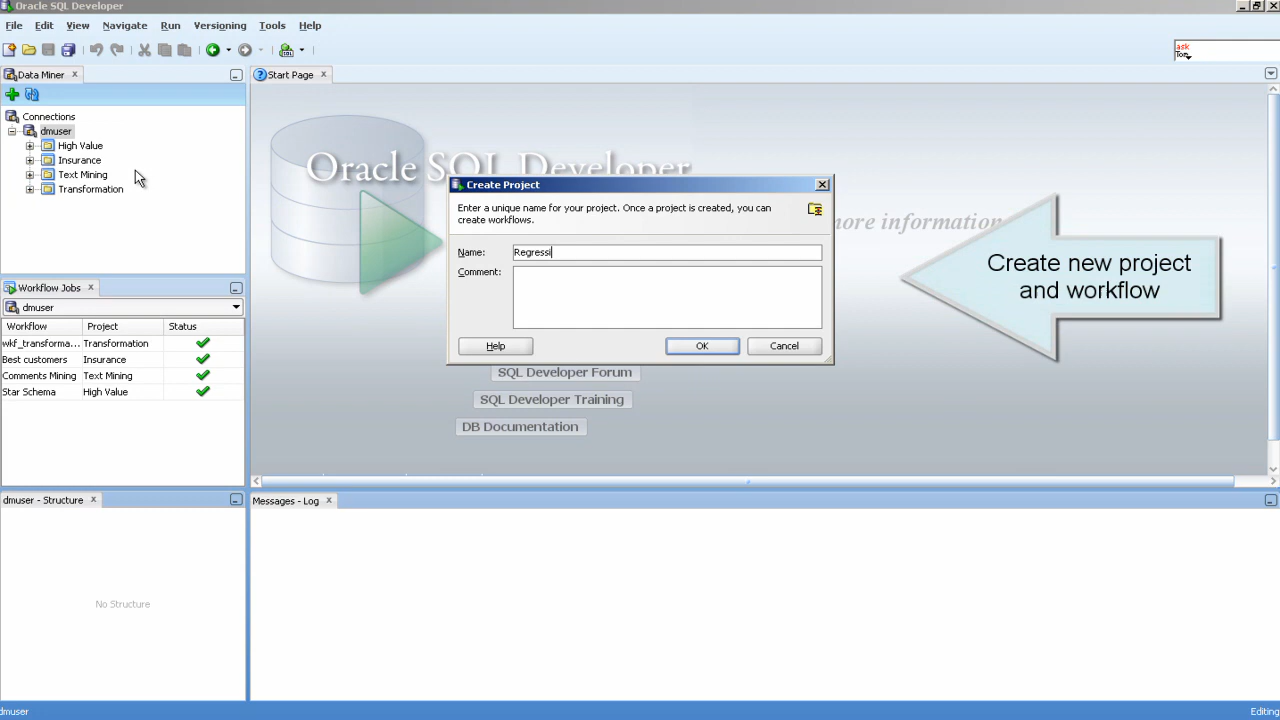 Oracle SQL Developer
File Edit View Navigate Run Versioning Tools Help
ask
Tom
Data Miner
Start Page
Connections
dmuser
High Value
Insurance
Text Mining
Transformation
Oracle SQL Developer
more information
Create Project
Enter a unique name for your project. Once a project is created, you can
create workflows.
Name: Regressi
Comment:
Help OK Cancel
Create new project
and workflow
SQL Developer Forum
SQL Developer Training
DB Documentation
Workflow Jobs
dmuser
Workflow Project Status
wkf_transforma... Transformation
Best customers Insurance
Comments Mining Text Mining
Star Schema High Value
dmuser - Structure
No Structure
Messages - Log
dmuser
Editing